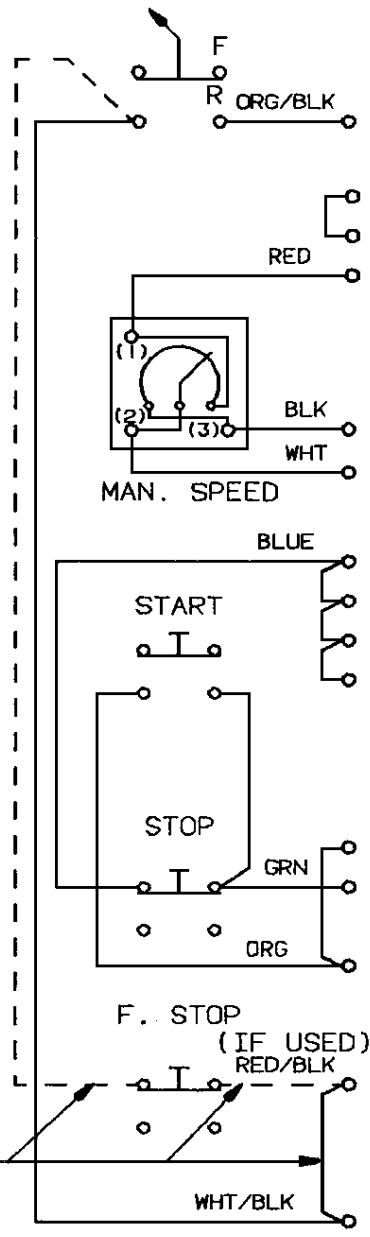 F
R
ORG/BLK
RED
(1)
(2)
(3)
BLK
WHT
MAN. SPEED
BLUE
START
STOP
GRN
ORG
F. STOP
(IF USED)
RED/BLK
WHT/BLK